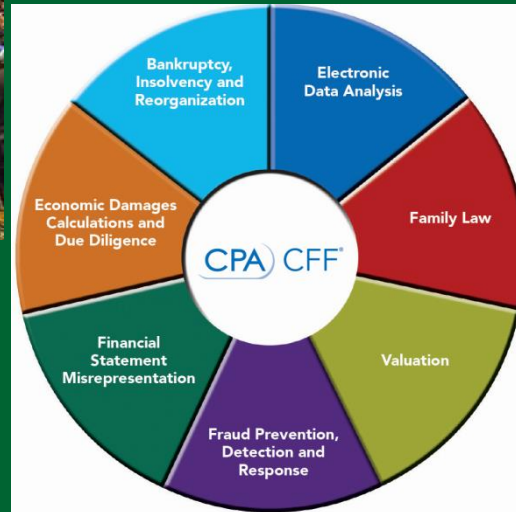 Bankruptcy,
Insolvency and
Reorganization
Electronic
Data Analysis
Economic Damages
Calculations and
Due Diligence
Family Law
CPA CFF®
Financial
Statement
Misrepresentation
Valuation
Fraud Prevention,
Detection and
Response